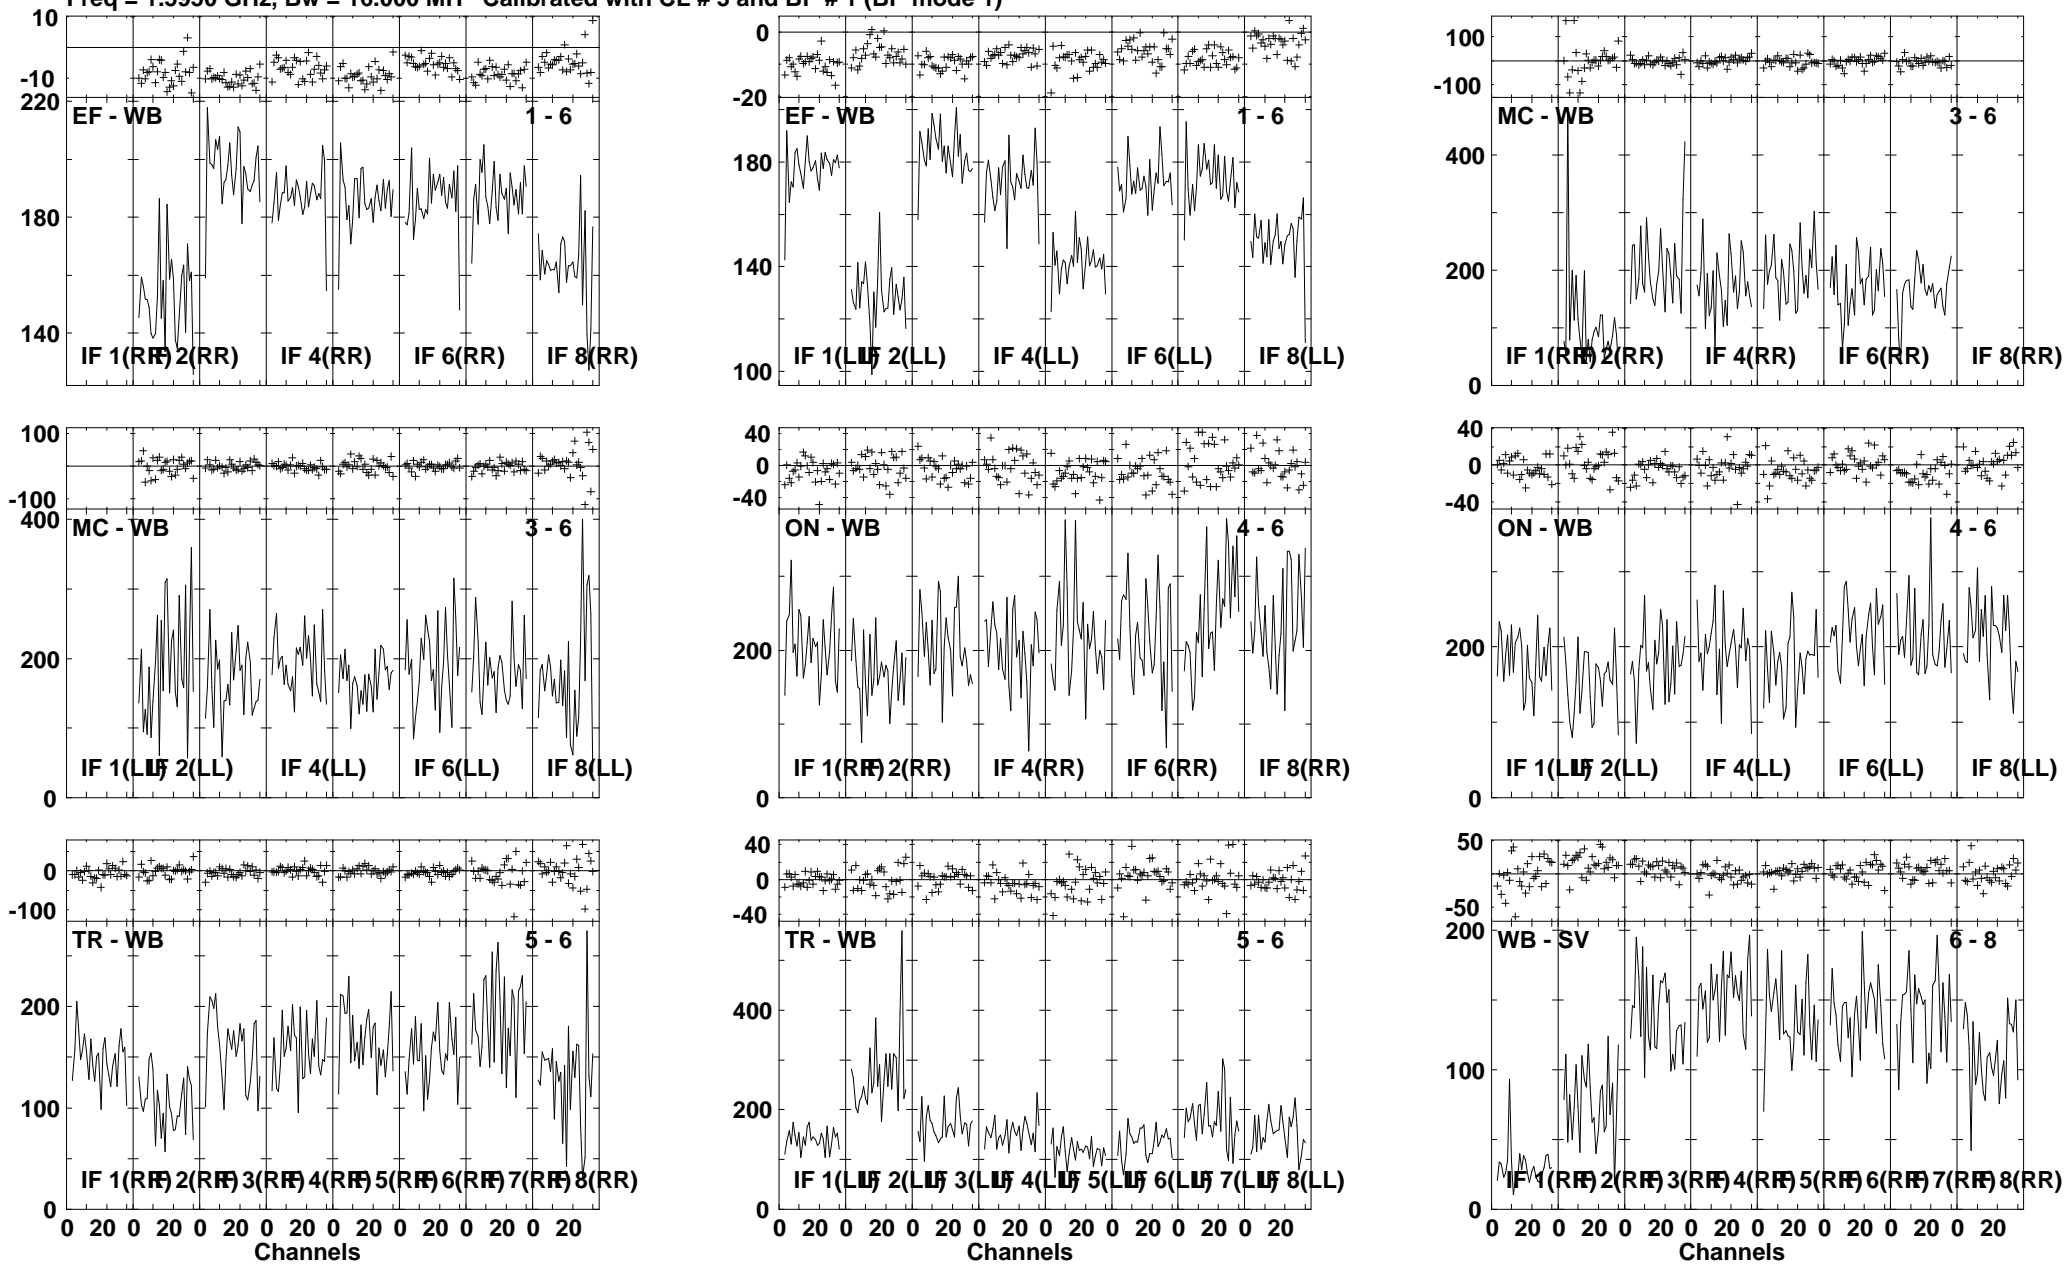 Freq = GHz, Bw = 16.000 MH Calibrated with CL # and BP # 1 (BP mode 1)
10
-10
220
180
140
EF - WB 1 - 6
IF 1(RR) IF 2(RR) IF 4(RR) IF 6(RR) IF 8(RR)
0
-20
180
140
100
EF - WB 1 - 6
IF 1(LL) IF 2(LL) IF 4(LL) IF 6(LL) IF 8(LL)
100
-100
400
200
0
MC - WB 3 - 6
IF 1(RR) IF 2(RR) IF 4(RR) IF 6(RR) IF 8(RR)
100
-100
400
200
0
MC - WB 3 - 6
IF 1(LL) IF 2(LL) IF 4(LL) IF 6(LL) IF 8(LL)
40
0
-40
200
0
ON - WB 4 - 6
IF 1(RR) IF 2(RR) IF 4(RR) IF 6(RR) IF 8(RR)
40
0
-40
200
0
ON - WB 4 - 6
IF 1(LL) IF 2(LL) IF 4(LL) IF 6(LL) IF 8(LL)
0
-100
200
100
0
TR - WB 5 - 6
IF 1(RR) IF 2(RR) IF 3(RR) IF 4(RR) IF 5(RR) IF 6(RR) IF 7(RR) IF 8(RR)
0 20 0 20 0 20 0 20 0 20 0 20 0 20 0 20
Channels
40
0
-40
400
200
0
TR - WB 5 - 6
IF 1(LL) IF 2(LL) IF 3(LL) IF 4(LL) IF 5(LL) IF 6(LL) IF 7(LL) IF 8(LL)
0 20 0 20 0 20 0 20 0 20 0 20 0 20 0 20
Channels
50
-50
200
100
0
WB - SV 6 - 8
IF 1(RR) IF 2(RR) IF 3(RR) IF 4(RR) IF 5(RR) IF 6(RR) IF 7(RR) IF 8(RR)
0 20 0 20 0 20 0 20 0 20 0 20 0 20 0 20
Channels